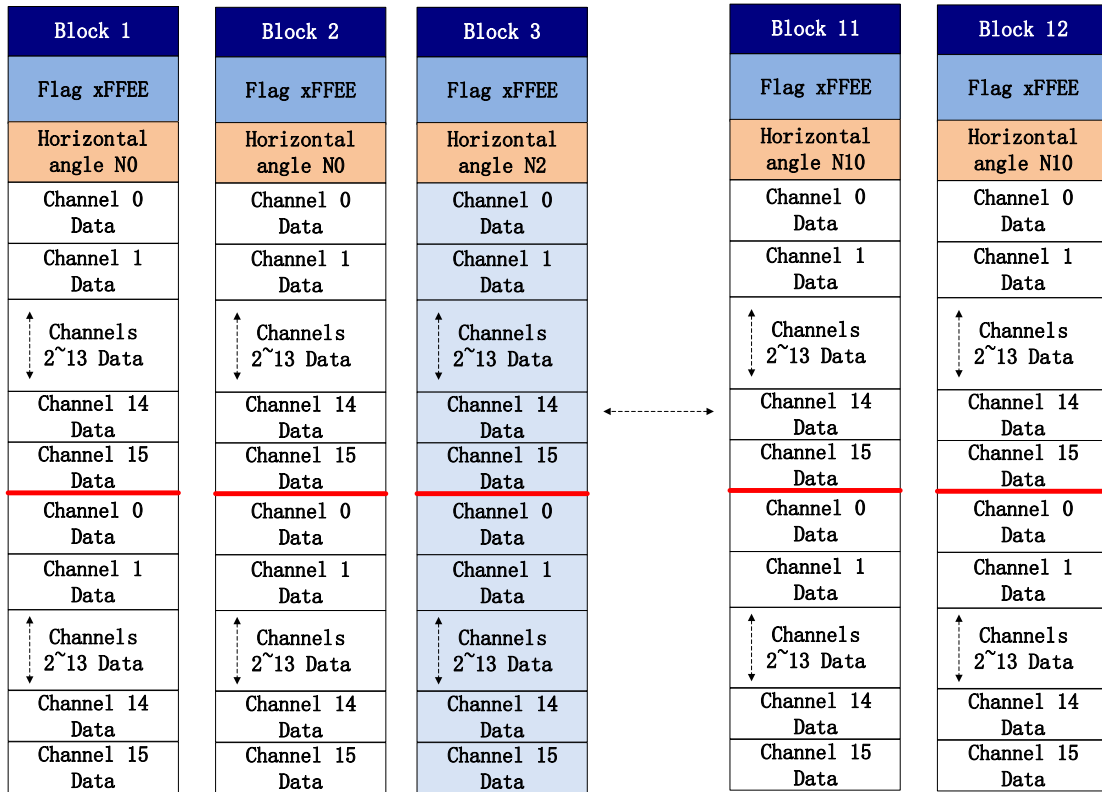 Block 1
Flag xFFEE
Horizontal
angle N0
Channel 0
Data
Channel 1
Data
Channels
2~13 Data
Channel 14
Data
Channel 15
Data
Channel 0
Data
Channel 1
Data
Channels
2~13 Data
Channel 14
Data
Channel 15
Data
Block 2
Flag xFFEE
Horizontal
angle N0
Channel 0
Data
Channel 1
Data
Channels
2~13 Data
Channel 14
Data
Channel 15
Data
Channel 0
Data
Channel 1
Data
Channels
2~13 Data
Channel 14
Data
Channel 15
Data
Block 3
Flag xFFEE
Horizontal
angle N2
Channel 0
Data
Channel 1
Data
Channels
2~13 Data
Channel 14
Data
Channel 15
Data
Channel 0
Data
Channel 1
Data
Channels
2~13 Data
Channel 14
Data
Channel 15
Data
Block 11
Flag xFFEE
Horizontal
angle N10
Channel 0
Data
Channel 1
Data
Channels
2~13 Data
Channel 14
Data
Channel 15
Data
Channel 0
Data
Channel 1
Data
Channels
2~13 Data
Channel 14
Data
Channel 15
Data
Block 12
Flag xFFEE
Horizontal
angle N10
Channel 0
Data
Channel 1
Data
Channels
2~13 Data
Channel 14
Data
Channel 15
Data
Channel 0
Data
Channel 1
Data
Channels
2~13 Data
Channel 14
Data
Channel 15
Data